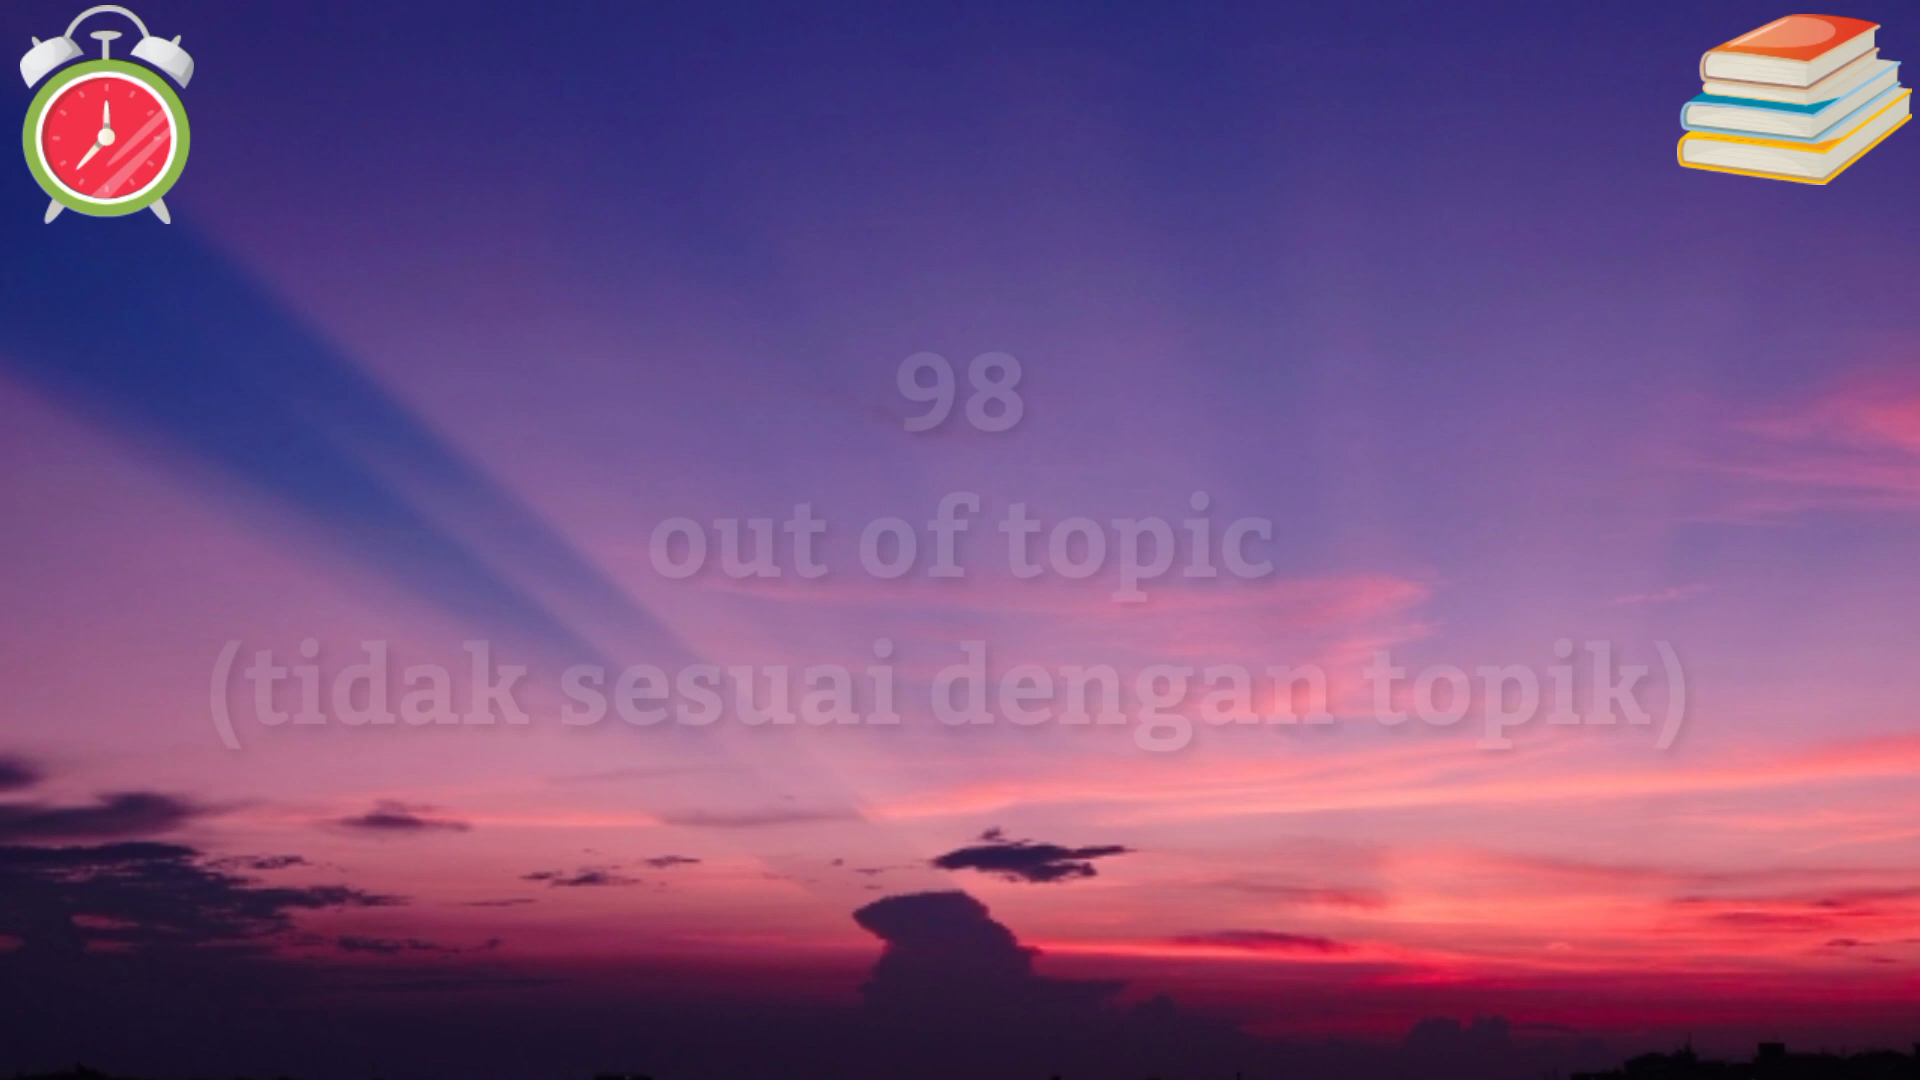 98
out of topic
(tidak sesuai dengan topik)